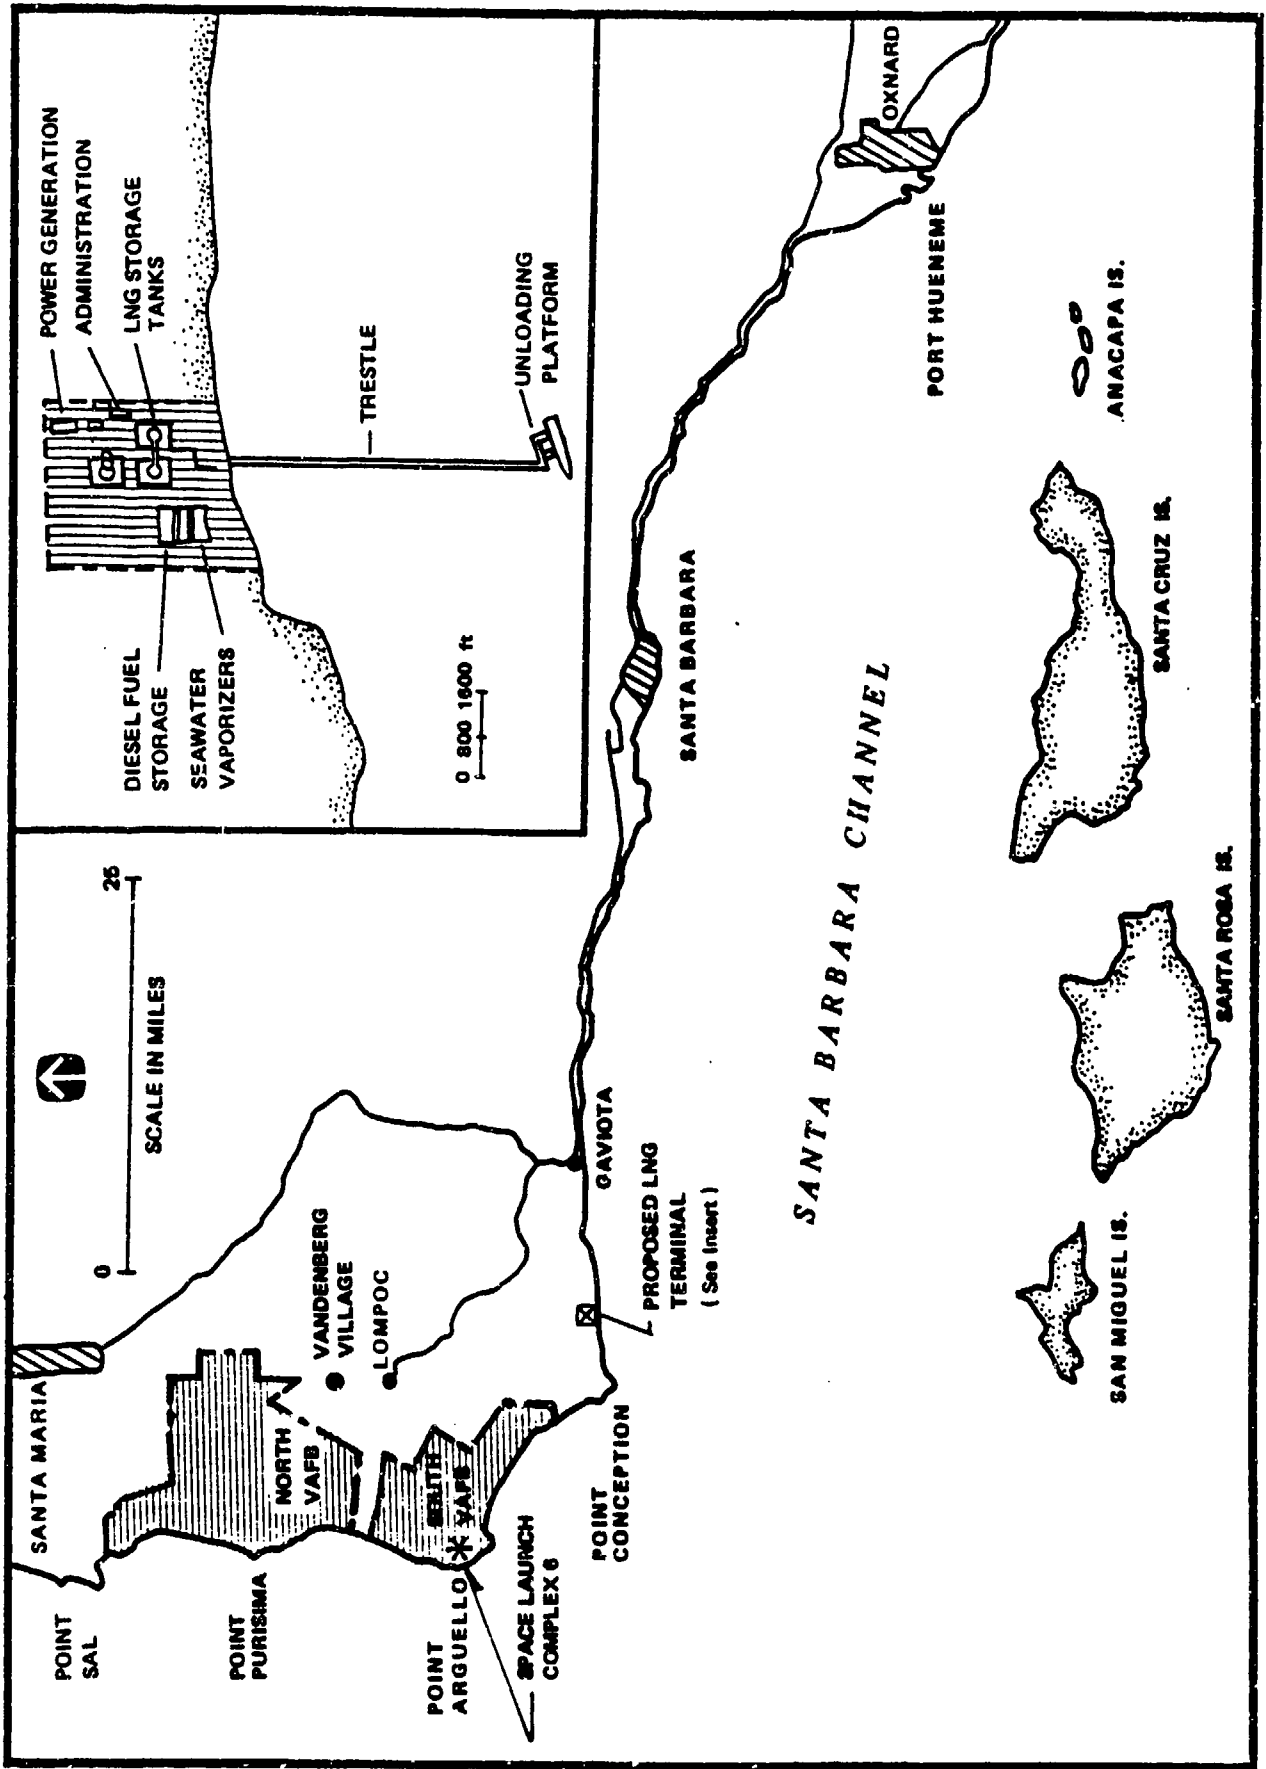 POINT
SAL
SANTA MARIA
POINT
PURISIMA
NORTH
VAFB
VANDENBERG
VILLAGE
LOMPOC
POINT
ARGUELLO
SOUTH
VAFB
SPACE LAUNCH
COMPLEX 6
POINT
CONCEPTION
PROPOSED LNG
TERMINAL
( See Insert )
GAVIOTA
0
25
SCALE IN MILES
DIESEL FUEL
STORAGE
SEAWATER
VAPORIZERS
POWER GENERATION
ADMINISTRATION
LNG STORAGE
TANKS
TRESTLE
UNLOADING
PLATFORM
0 800 1600 ft
SANTA BARBARA
OXNARD
PORT HUENEME
SANTA BARBARA CHANNEL
SAN MIGUEL IS.
SANTA ROSA IS.
SANTA CRUZ IS.
ANACAPA IS.